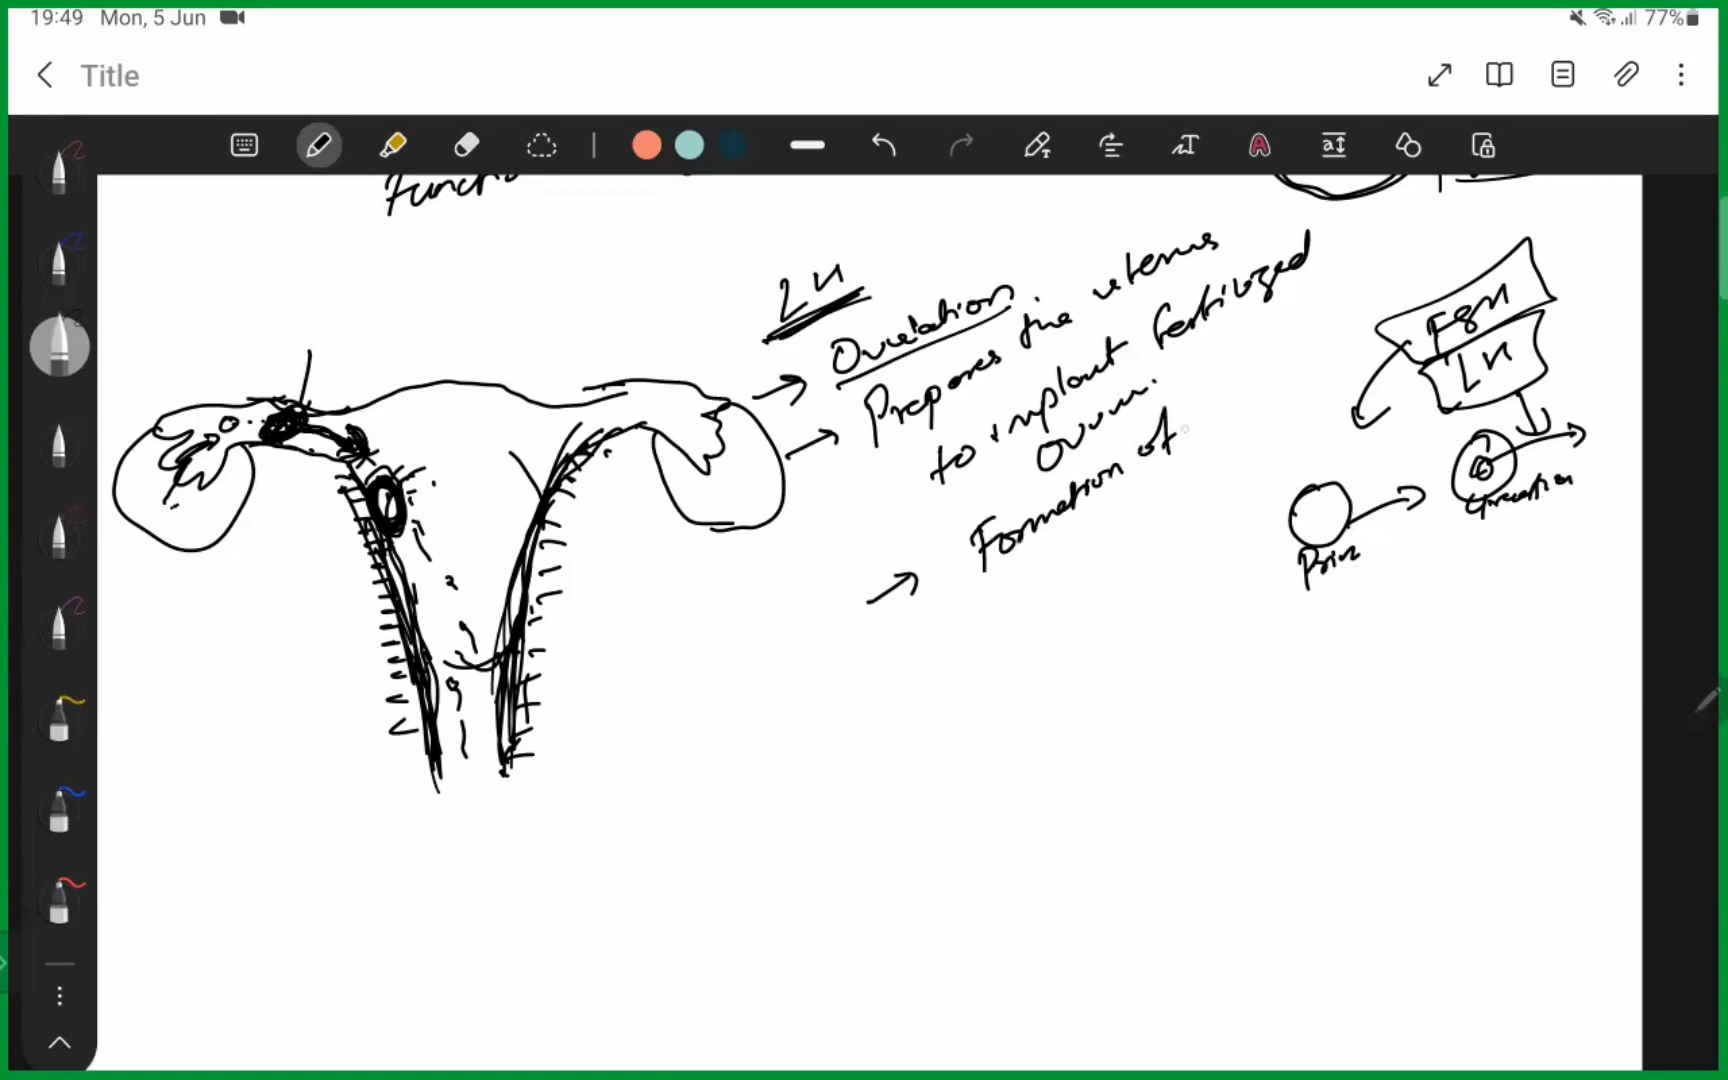 19:49 Mon, 5 Jun
77%
Title
Functio
LH
Ovulation
Prepares the uterus
to implant fertilized
ovum.
Formation of
FSH
LH
Prim